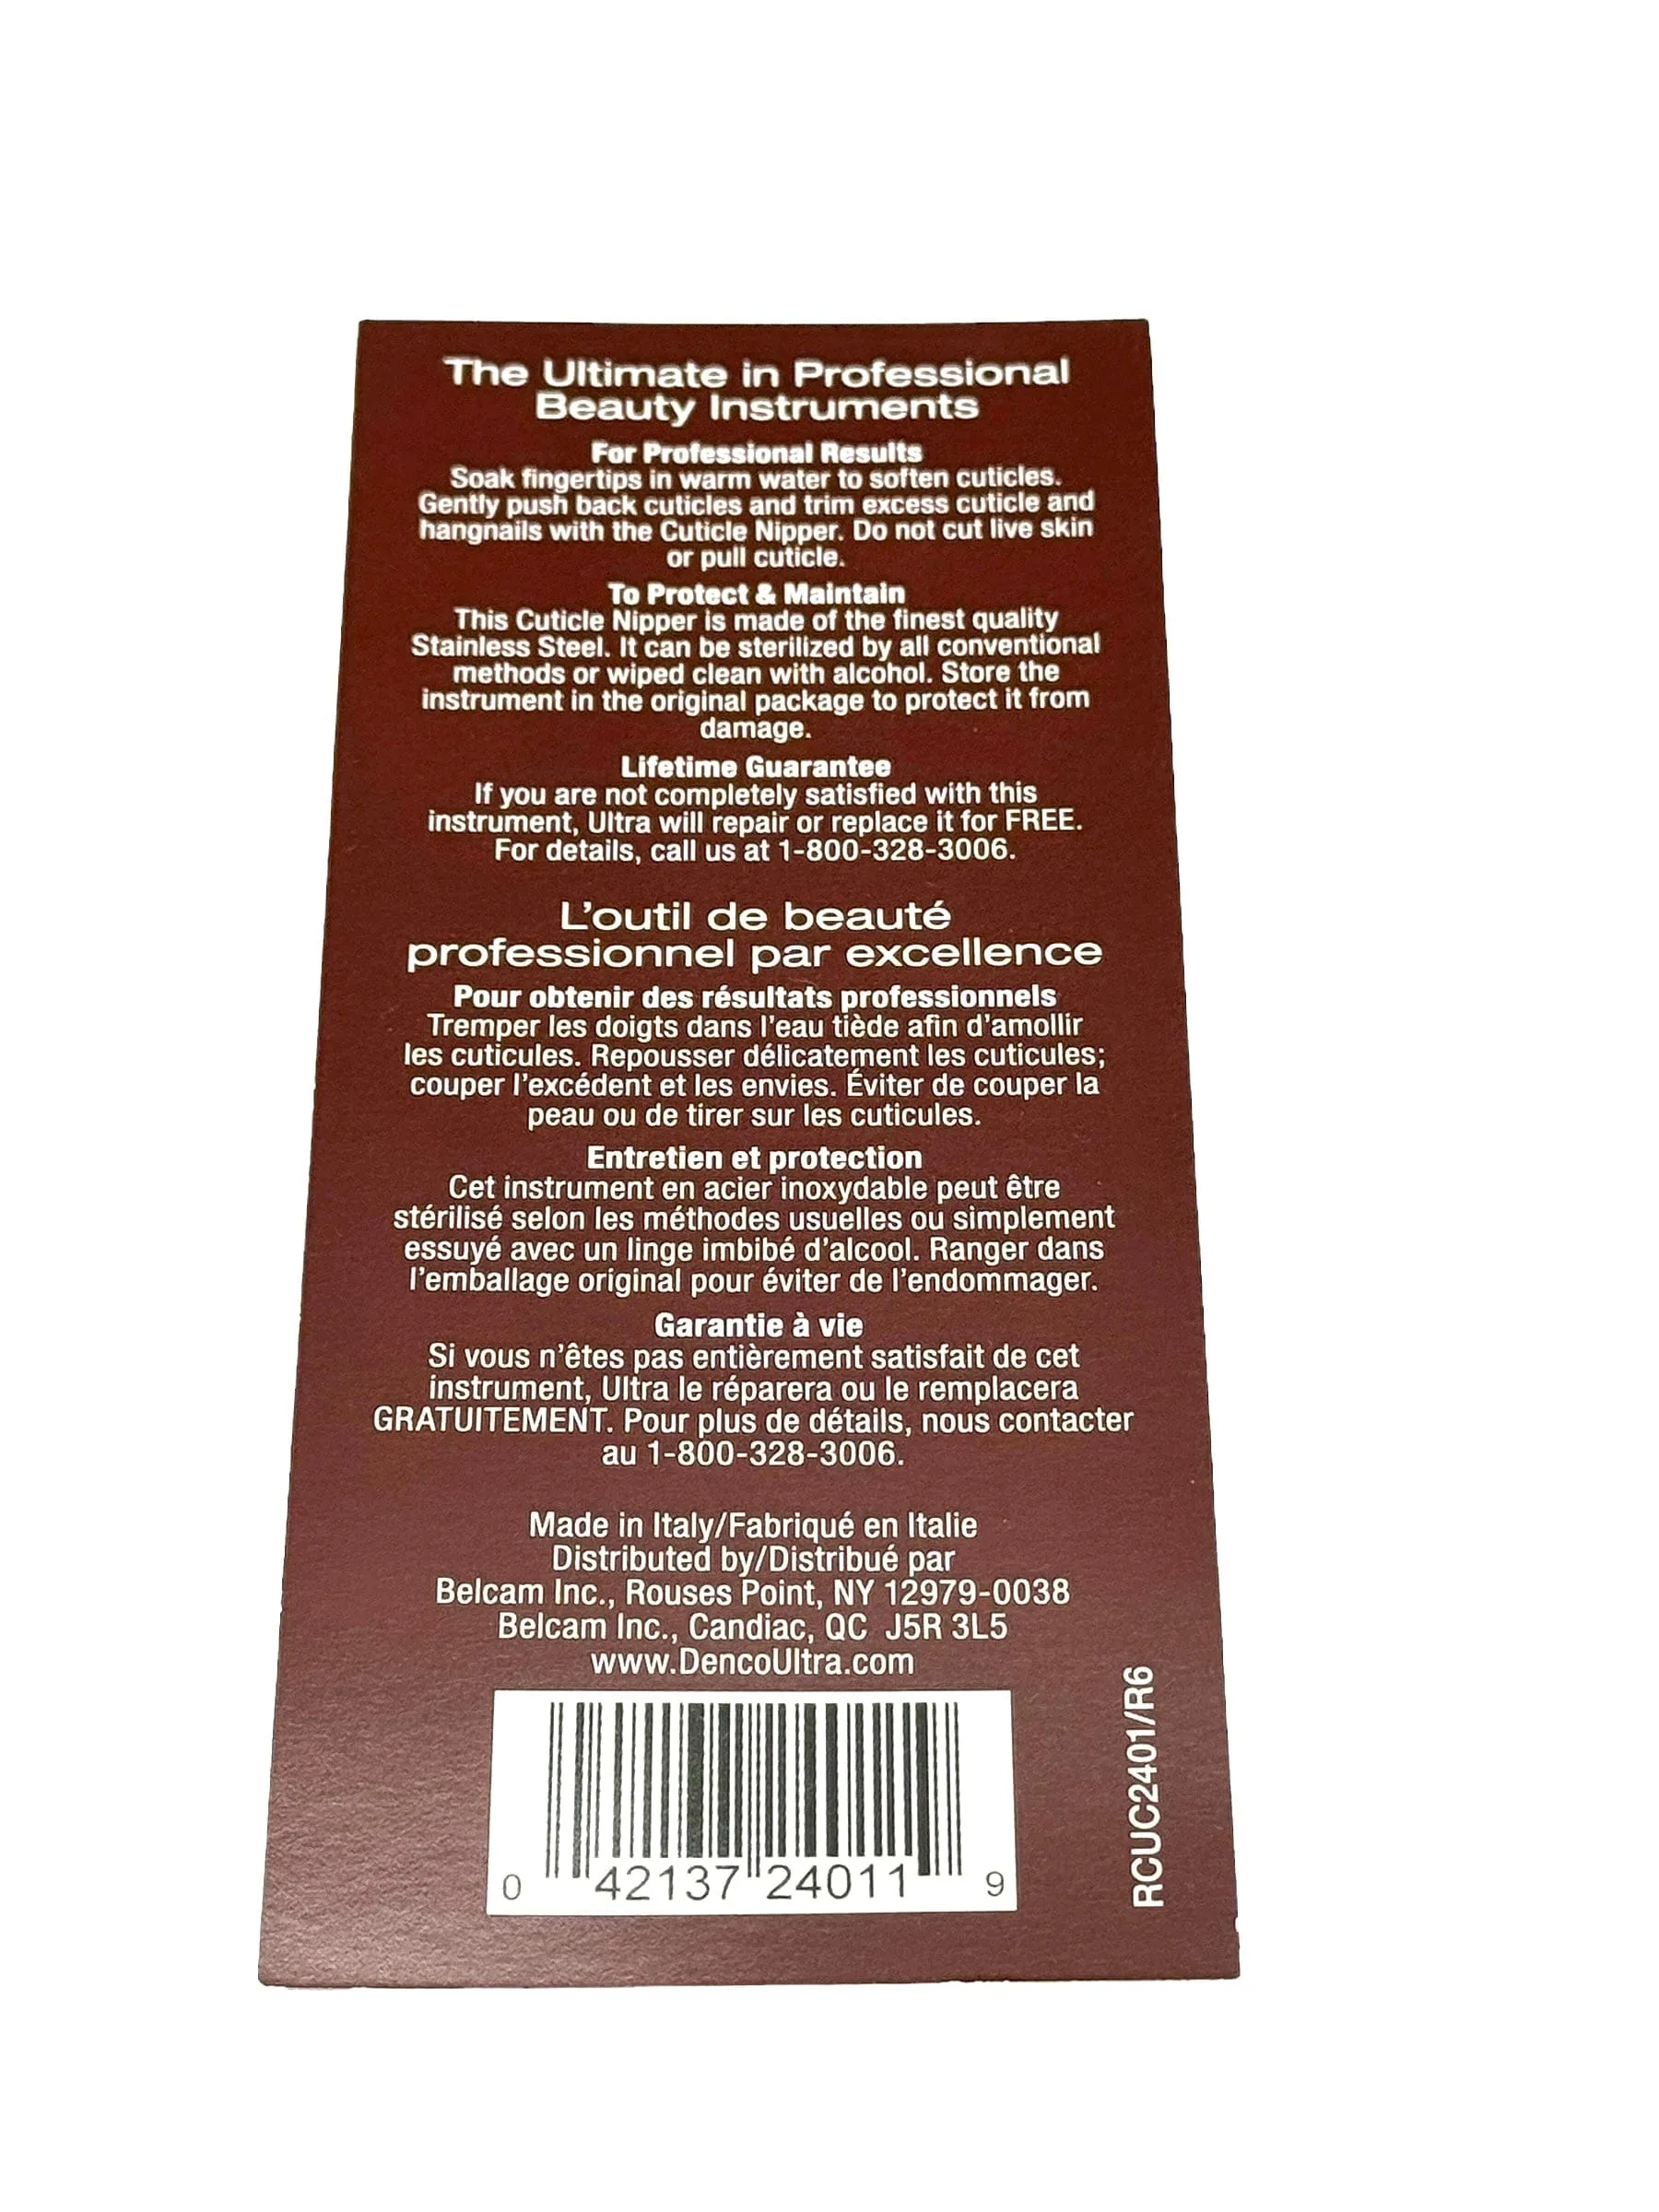 The Ultimate in Professional
Beauty Instruments
For Professional Results
Soak fingertips in warm water to soften cuticles.
Gently push back cuticles and trim excess cuticle and
hangnails with the Cuticle Nipper. Do not cut live skin
or pull cuticle.
To Protect & Maintain
This Cuticle Nipper is made of the finest quality
Stainless Steel. It can be sterilized by all conventional
methods or wiped clean with alcohol. Store the
instrument in the original package to protect it from
damage.
Lifetime Guarantee
If you are not completely satisfied with this
instrument, Ultra will repair or replace it for FREE.
For details, call us at 1-800-328-3006.
L'outil de beauté
professionnel par excellence
Pour obtenir des résultats professionnels
Tremper les doigts dans l'eau tiède afin d'amollir
les cuticules. Repousser délicatement les cuticules;
couper l'excédent et les envies. Éviter de couper la
peau ou de tirer sur les cuticules.
Entretien et protection
Cet instrument en acier inoxydable peut être
stérilisé selon les méthodes usuelles ou simplement
essuyé avec un linge imbibé d'alcool. Ranger dans
l'emballage original pour éviter de l'endommager.
Garantie à vie
Si vous n'êtes pas entièrement satisfait de cet
instrument, Ultra le réparera ou le remplacera
GRATUITEMENT. Pour plus de détails, nous contacter
au 1-800-328-3006.
Made in Italy/Fabriqué en Italie
Distributed by/Distribué par
Belcam Inc., Rouses Point, NY 12979-0038
Belcam Inc., Candiac, QC J5R 3L5
www.DencoUltra.com
0 42137 24011 9
RCUC2401/R6